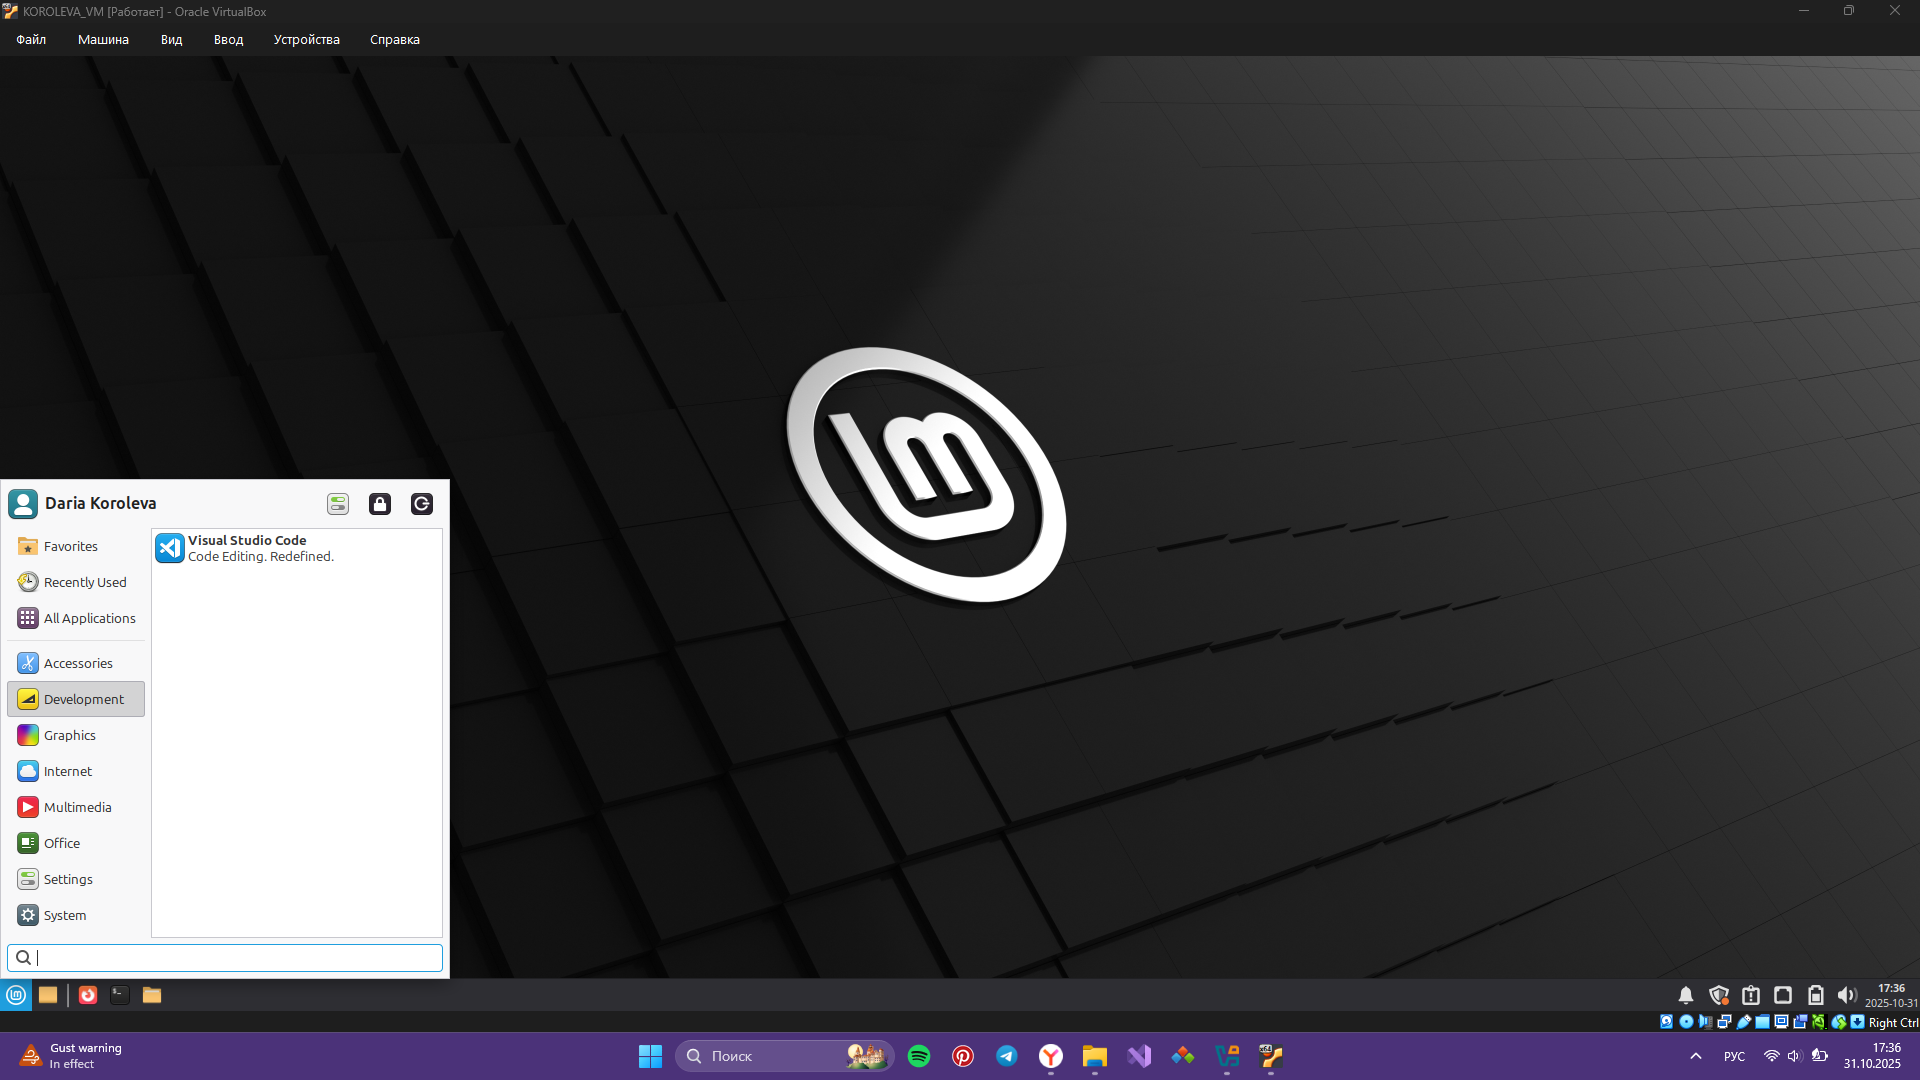 KOROLEVA_VM [Работает] - Oracle VirtualBox
Файл Машина Вид Ввод Устройства Справка
Daria Koroleva
Favorites
Recently Used
All Applications
Accessories
Development
Graphics
Internet
Multimedia
Office
Settings
System
Visual Studio Code
Code Editing. Redefined.
17:36
2025-10-31
Right Ctrl
Gust warning
In effect
Поиск
РУС
17:36
31.10.2025